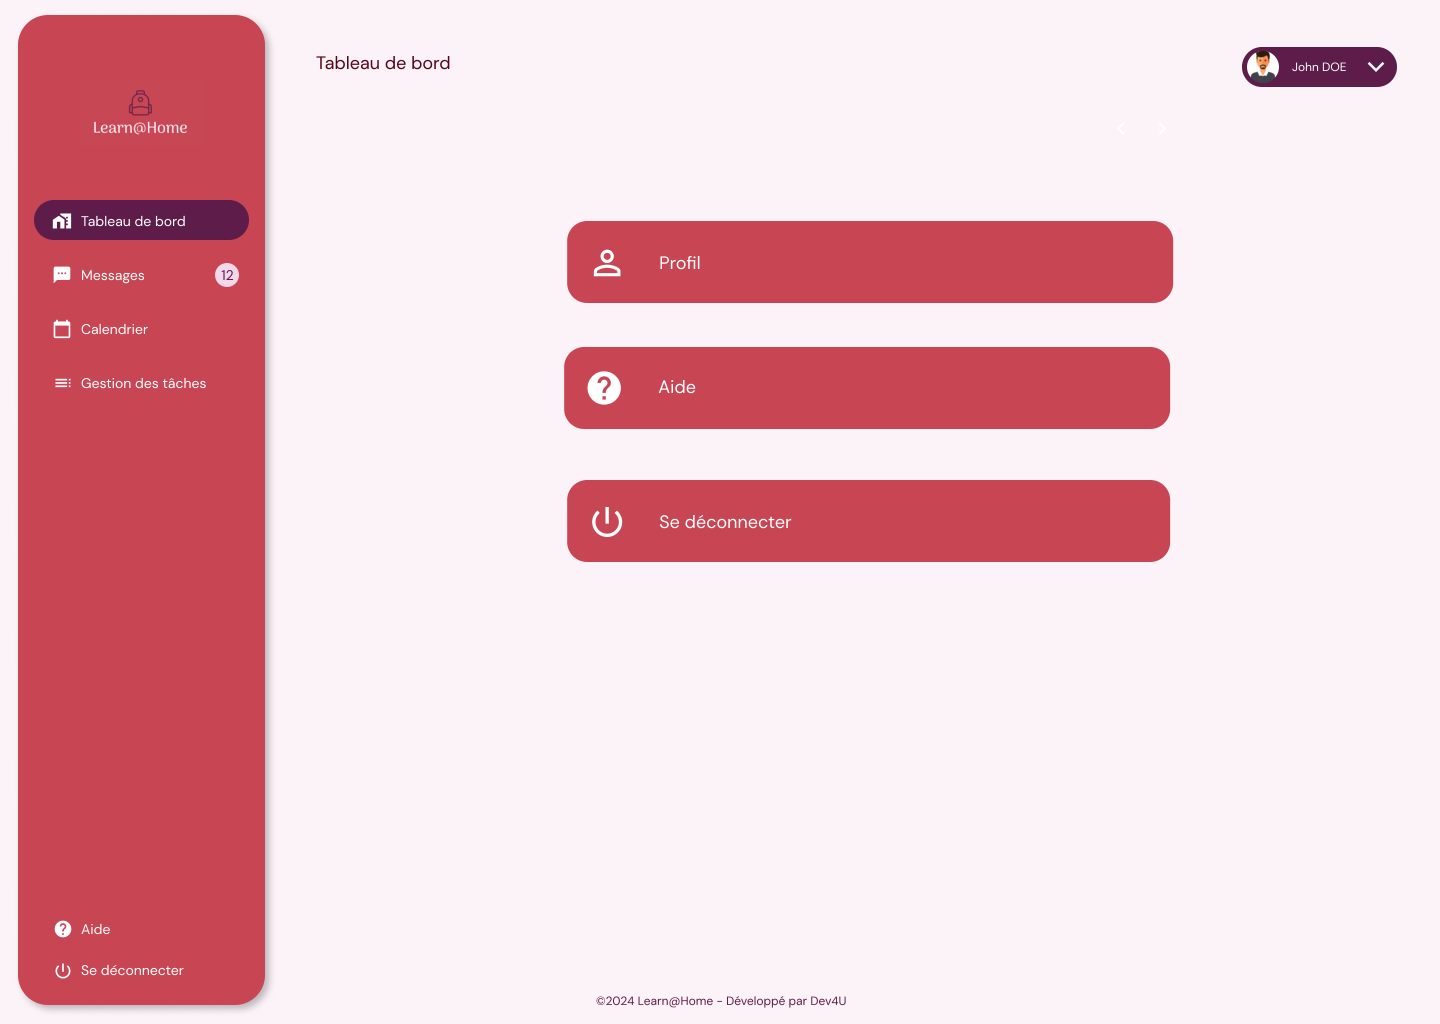 Learn@Home
Tableau de bord
Messages
12
Calendrier
Gestion des tâches
Aide
Se déconnecter
Tableau de bord
John DOE
Profil
Aide
Se déconnecter
©2024 Learn@Home - Développé par Dev4U